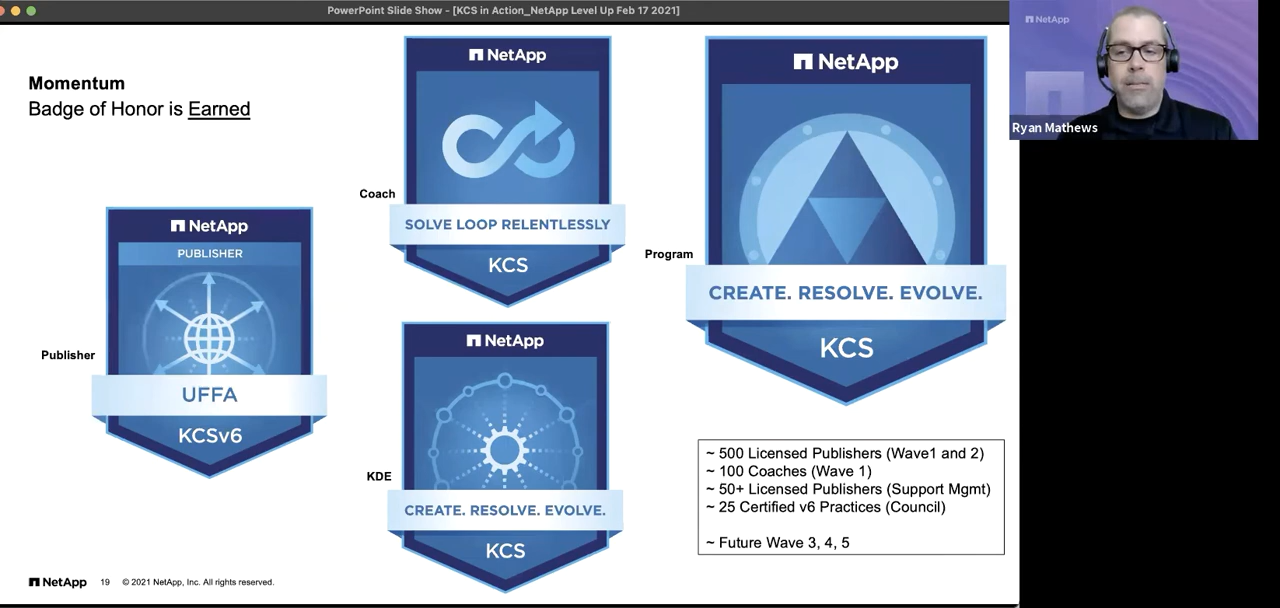 PowerPoint Slide Show - [KCS in Action_NetApp Level Up Feb 17 2021]
NetApp
Ryan Mathews
Momentum
Badge of Honor is Earned
Publisher
NetApp
PUBLISHER
UFFA
KCSv6
Coach
NetApp
SOLVE LOOP RELENTLESSLY
KCS
KDE
NetApp
CREATE. RESOLVE. EVOLVE.
KCS
Program
NetApp
CREATE. RESOLVE. EVOLVE.
KCS
~ 500 Licensed Publishers (Wave1 and 2)
~ 100 Coaches (Wave 1)
~ 50+ Licensed Publishers (Support Mgmt)
~ 25 Certified v6 Practices (Council)
~ Future Wave 3, 4, 5
NetApp 19 © 2021 NetApp, Inc. All rights reserved.